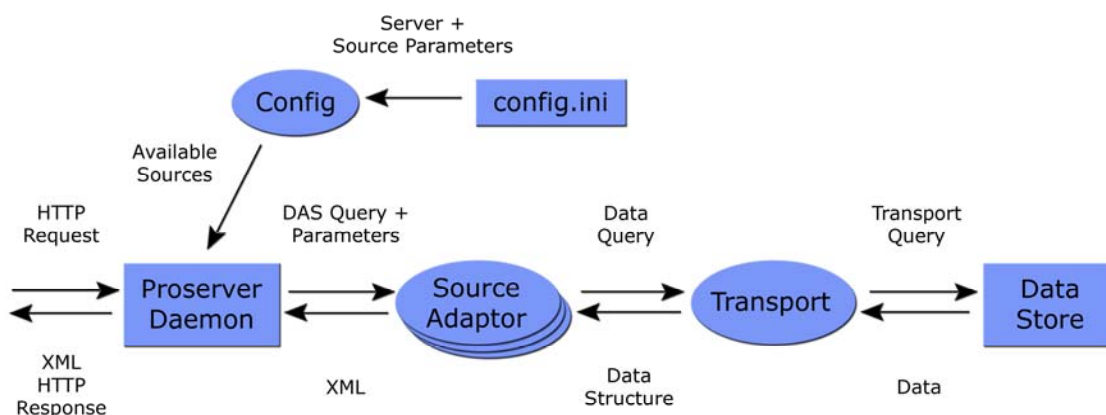 Server +
Source Parameters
Config
config.ini
Available
Sources
HTTP
Request
DAS Query +
Parameters
Data
Query
Transport
Query
Proserver
Daemon
Source
Adaptor
Transport
Data
Store
XML
HTTP
Response
XML
Data
Structure
Data